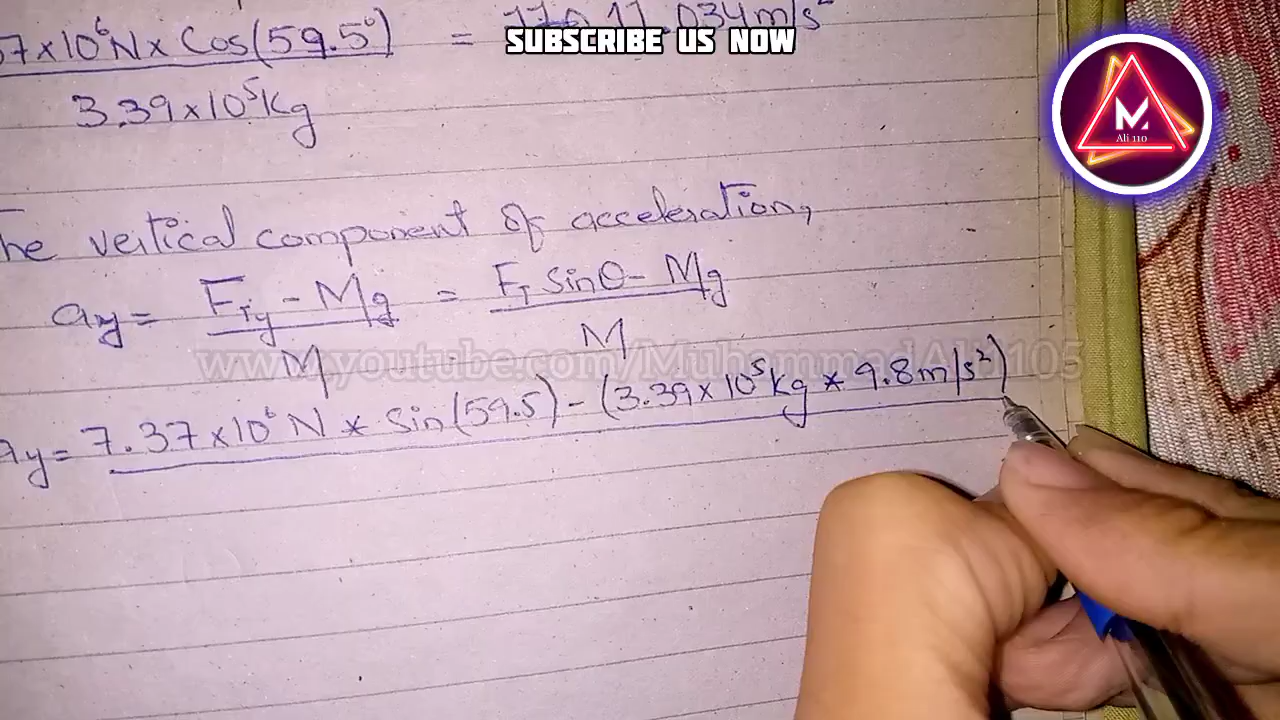 7×10⁶N × Cos(59.5°) = 11.034m/s²
SUBSCRIBE US NOW
3.39×10⁵Kg
M
Ali 110
The vertical component of acceleration,
ay = FTy - Mg = FT Sinθ - Mg
M M
www.youtube.com/MuhammadAli105
ay = 7.37×10⁶N * Sin(59.5) - (3.39×10⁵Kg * 9.8m/s²)